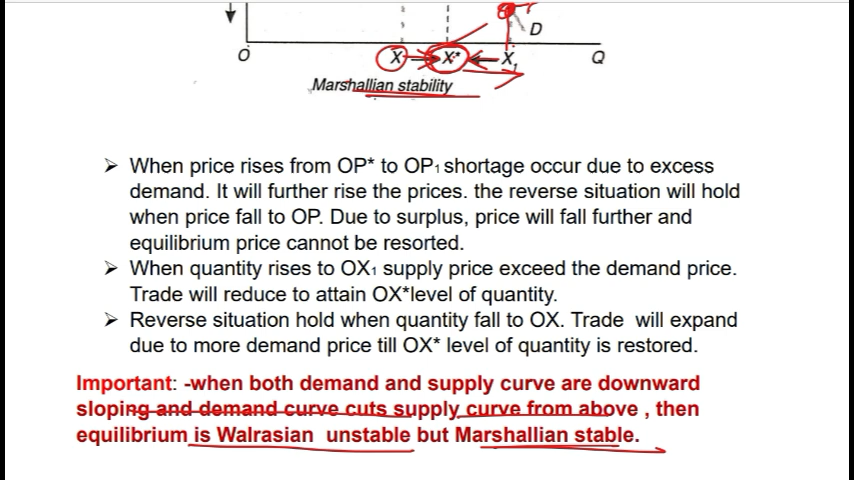 D
O X X* X₁ Q
Marshallian stability
➢ When price rises from OP* to OP₁ shortage occur due to excess
demand. It will further rise the prices. the reverse situation will hold
when price fall to OP. Due to surplus, price will fall further and
equilibrium price cannot be resorted.
➢ When quantity rises to OX₁ supply price exceed the demand price.
Trade will reduce to attain OX*level of quantity.
➢ Reverse situation hold when quantity fall to OX. Trade will expand
due to more demand price till OX* level of quantity is restored.
Important: -when both demand and supply curve are downward
sloping and demand curve cuts supply curve from above , then
equilibrium is Walrasian unstable but Marshallian stable.